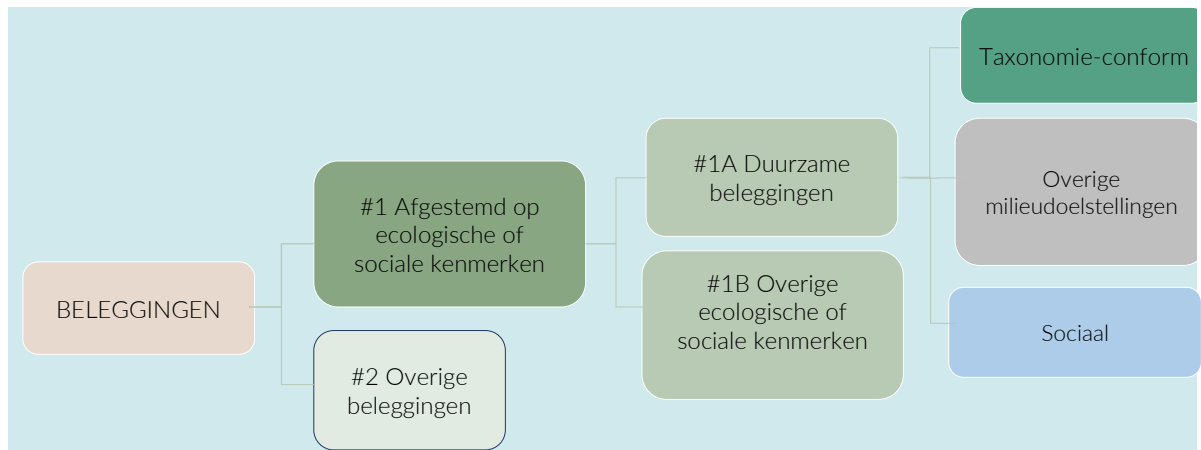 BELEGGINGEN
#1 Afgestemd op
ecologische of
sociale kenmerken
#2 Overige
beleggingen
#1A Duurzame
beleggingen
#1B Overige
ecologische of
sociale kenmerken
Taxonomie-conform
Overige
milieudoelstellingen
Sociaal